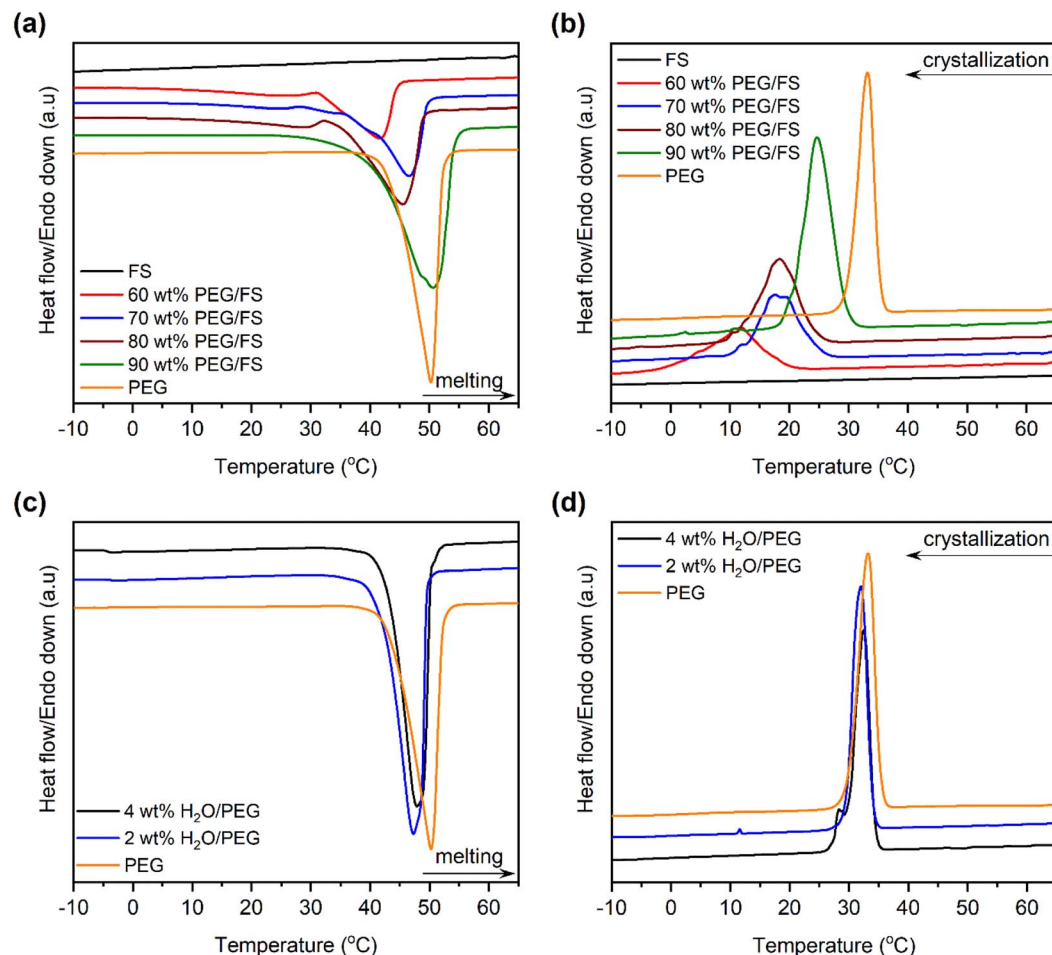 (a)
Heat flow/Endo down (a.u)
FS
60 wt% PEG/FS
70 wt% PEG/FS
80 wt% PEG/FS
90 wt% PEG/FS
PEG
melting
-10 0 10 20 30 40 50 60
Temperature (°C)
(b)
Heat flow/Endo down (a.u)
FS
60 wt% PEG/FS
70 wt% PEG/FS
80 wt% PEG/FS
90 wt% PEG/FS
PEG
crystallization
-10 0 10 20 30 40 50 60
Temperature (°C)
(c)
Heat flow/Endo down (a.u)
4 wt% H₂O/PEG
2 wt% H₂O/PEG
PEG
melting
-10 0 10 20 30 40 50 60
Temperature (°C)
(d)
Heat flow/Endo down (a.u)
4 wt% H₂O/PEG
2 wt% H₂O/PEG
PEG
crystallization
-10 0 10 20 30 40 50 60
Temperature (°C)